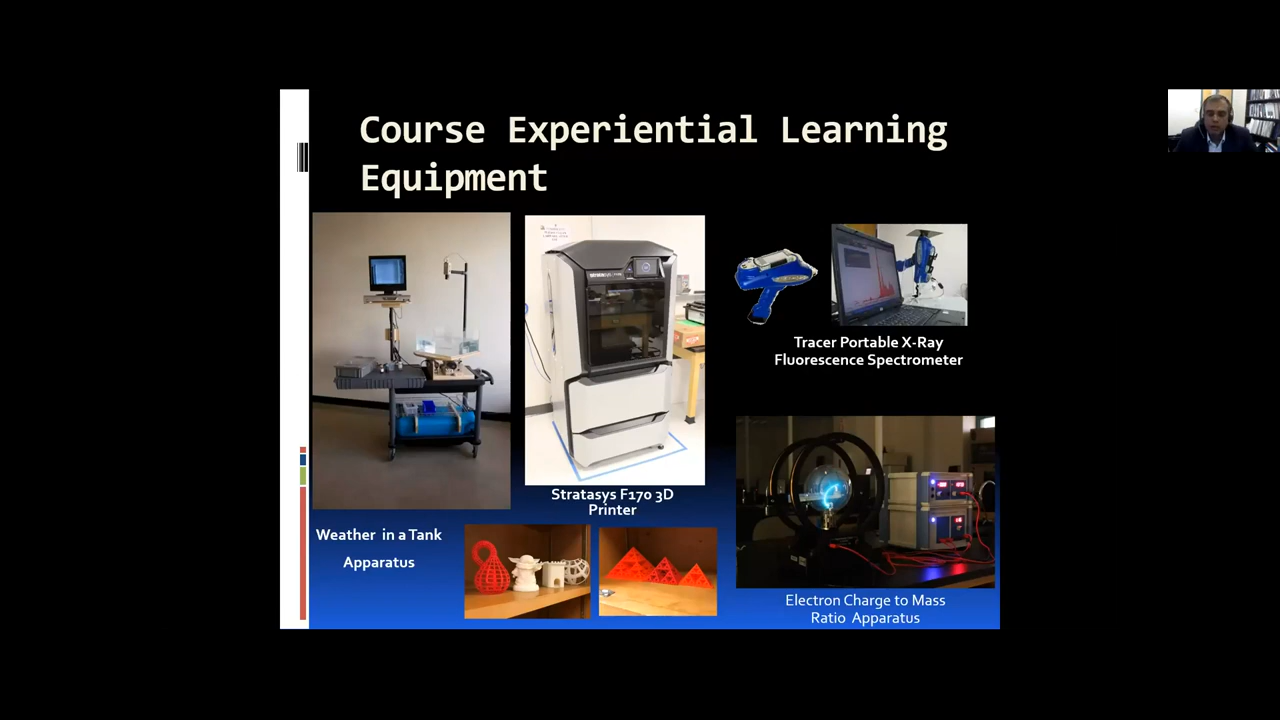 Course Experiential Learning
Equipment
Tracer Portable X-Ray
Fluorescence Spectrometer
Stratasys F170 3D
Printer
Weather in a Tank
Apparatus
Electron Charge to Mass
Ratio Apparatus